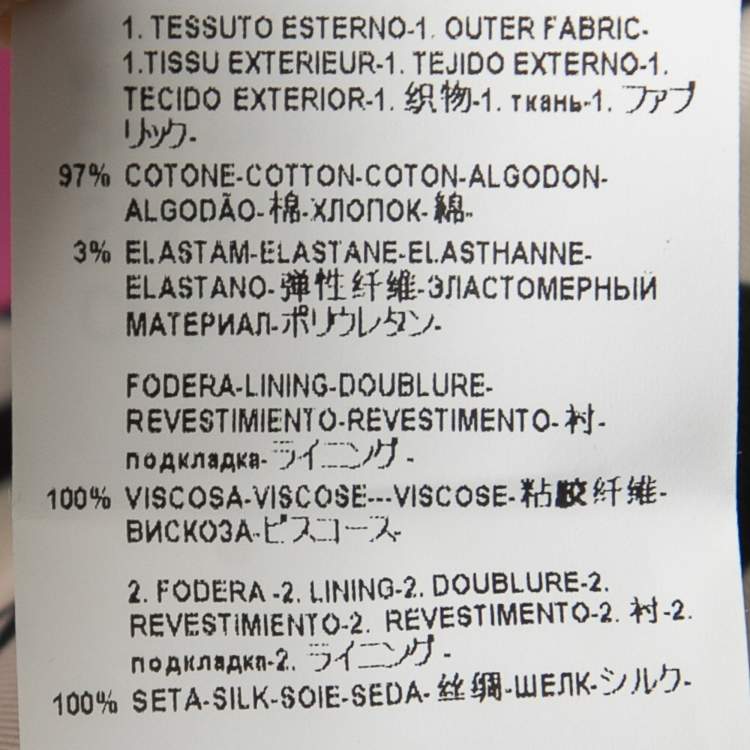 1. TESSUTO ESTERNO-1. OUTER FABRIC-
1.TISSU EXTERIEUR-1. TEJIDO EXTERNO-1.
TECIDO EXTERIOR-1. 织物-1. ткань-1. ファブ
リック-
97% COTONE-COTTON-COTON-ALGODON-
ALGODÃO-棉-ХЛОПОК-綿-
3% ELASTAM-ELASTANE-ELASTHANNE-
ELASTANO-弹性纤维-ЭЛАСТОМЕРНЫЙ
МАТЕРИАЛ-ポリウレタン-
FODERA-LINING-DOUBLURE-
REVESTIMIENTO-REVESTIMENTO-衬-
подкладка-ライニング-
100% VISCOSA-VISCOSE---VISCOSE-粘胶纤维-
ВИСКОЗА-ビスコース-
2. FODERA -2. LINING-2. DOUBLURE-2.
REVESTIMIENTO-2. REVESTIMENTO-2. 衬-2.
подкладка-2. ライニング-
100% SETA-SILK-SOIE-SEDA-丝绸-ШЕЛК-シルク-